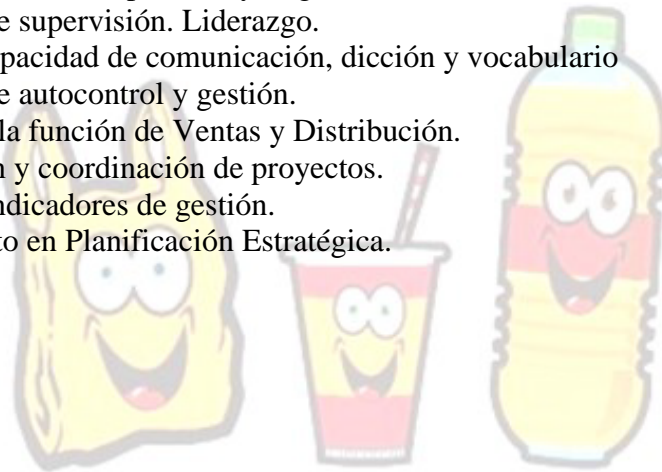 e supervisión. Liderazgo.
pacidad de comunicación, dicción y vocabulario
e autocontrol y gestión.
la función de Ventas y Distribución.
n y coordinación de proyectos.
ndicadores de gestión.
to en Planificación Estratégica.